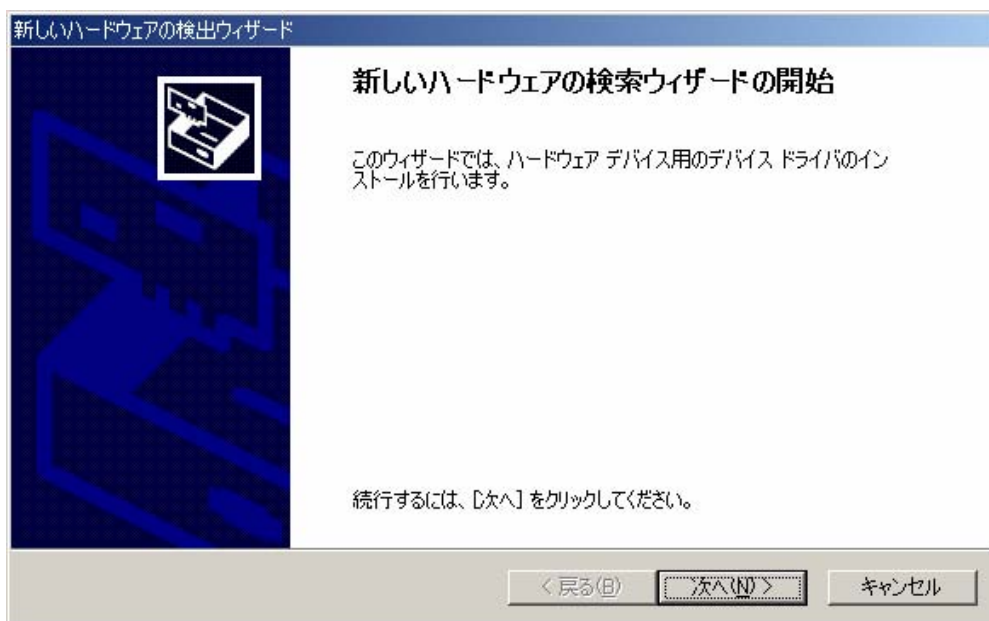 新しいハードウェアの検出ウィザード
新しいハードウェアの検索ウィザードの開始
このウィザードでは、ハードウェア デバイス用のデバイス ドライバのイン
ストールを行います。
続行するには、[次へ] をクリックしてください。
< 戻る(B)
次へ(N) >
キャンセル